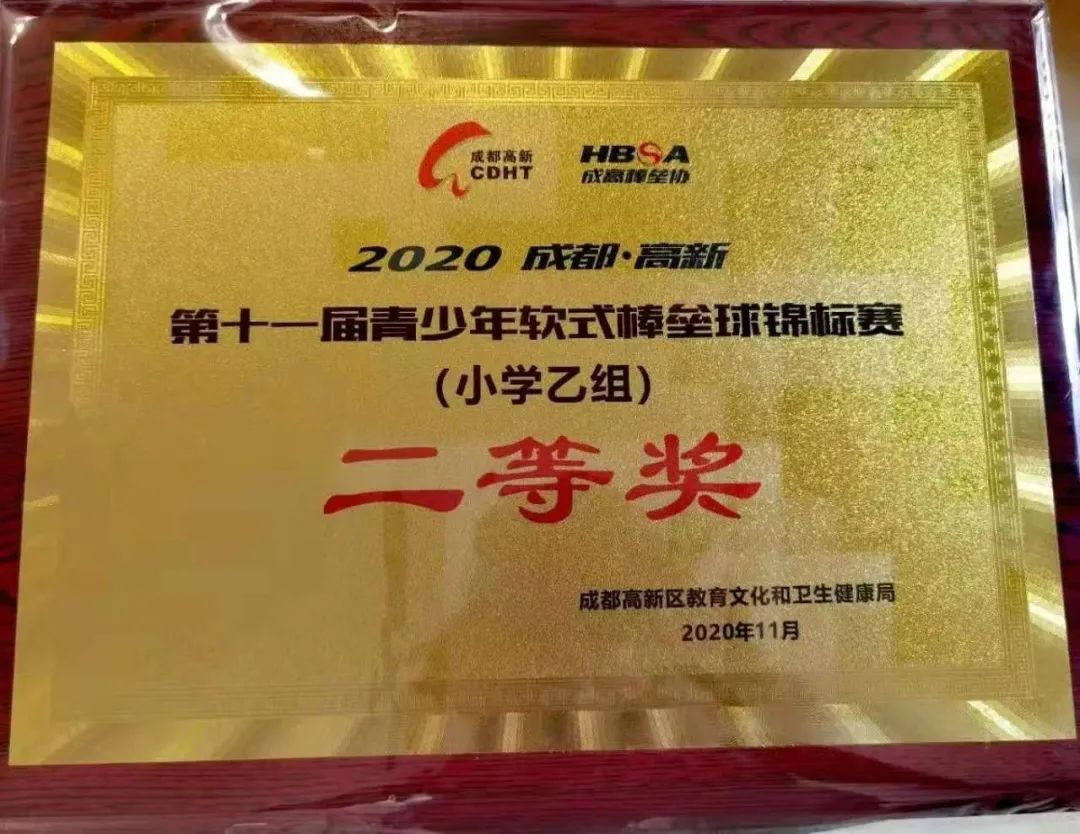 成都高新
CDHT
HBSA
成高棒垒协
2020 成都·高新
第十一届青少年软式棒垒球锦标赛
（小学乙组）
二等奖
成都高新区教育文化和卫生健康局
2020年11月